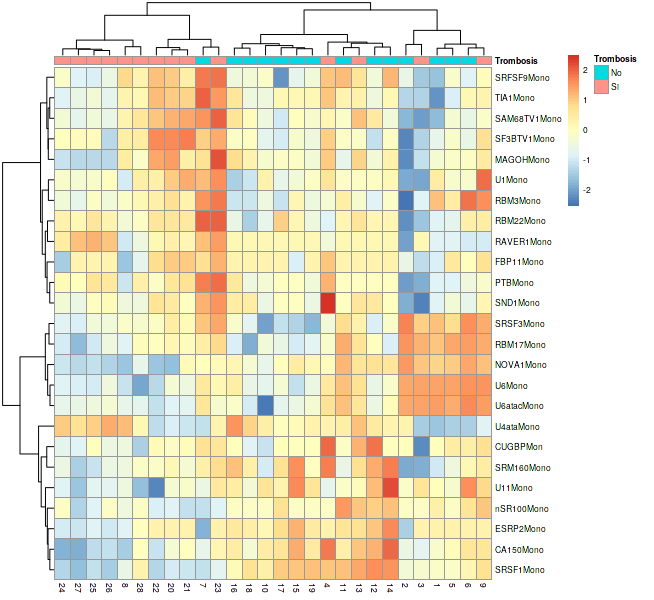 Trombosis
Trombosis
No
SI
2
1
0
-1
-2
SRFSF9Mono
TIA1Mono
SAM68TV1Mono
SF3BTV1Mono
MAGOHMono
U1Mono
RBM3Mono
RBM22Mono
RAVER1Mono
FBP11Mono
PTBMono
SND1Mono
SRSF3Mono
RBM17Mono
NOVA1Mono
U6Mono
U6atacMono
U4ataMono
CUGBPMon
SRM160Mono
U11Mono
nSR100Mono
ESRP2Mono
CA150Mono
SRSF1Mono
24 27 25 26 8 28 22 20 21 7 23 16 18 10 17 15 19 4 11 13 12 14 2 3 1 5 6 9